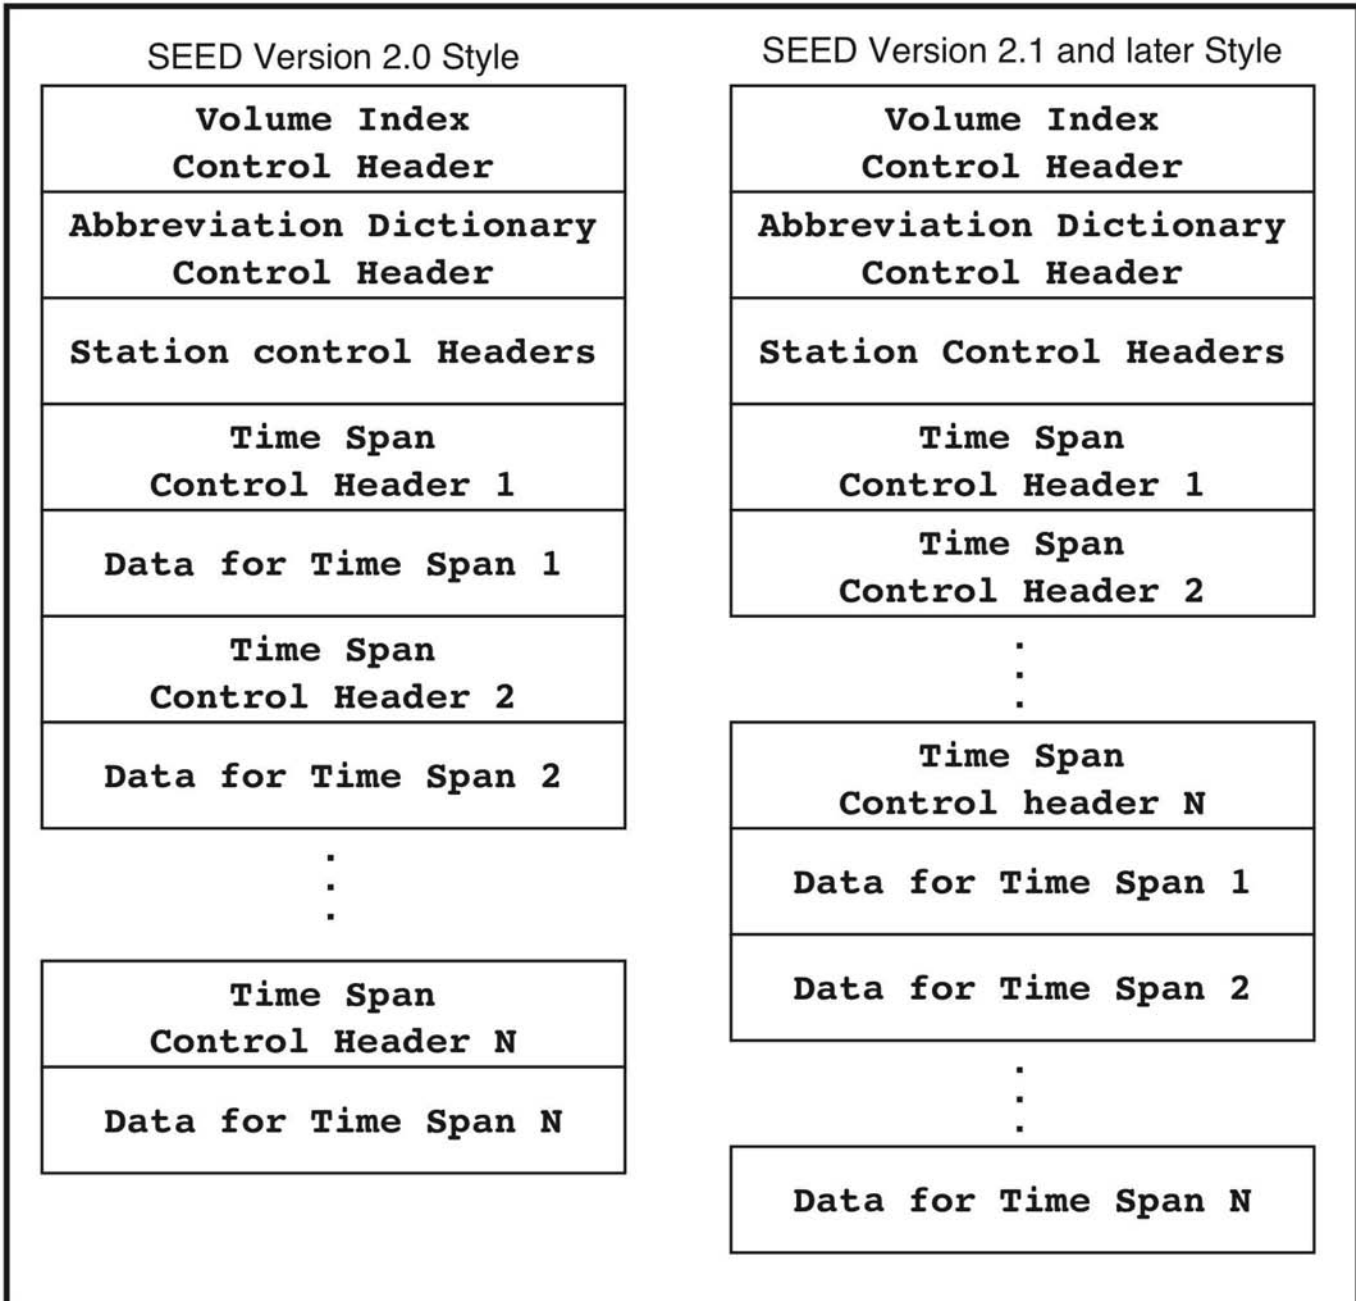 SEED Version 2.0 Style
Volume Index
Control Header
Abbreviation Dictionary
Control Header
Station control Headers
Time Span
Control Header 1
Data for Time Span 1
Time Span
Control Header 2
Data for Time Span 2
.
.
.
Time Span
Control Header N
Data for Time Span N
SEED Version 2.1 and later Style
Volume Index
Control Header
Abbreviation Dictionary
Control Header
Station Control Headers
Time Span
Control Header 1
Time Span
Control Header 2
.
.
.
Time Span
Control header N
Data for Time Span 1
Data for Time Span 2
.
.
.
Data for Time Span N